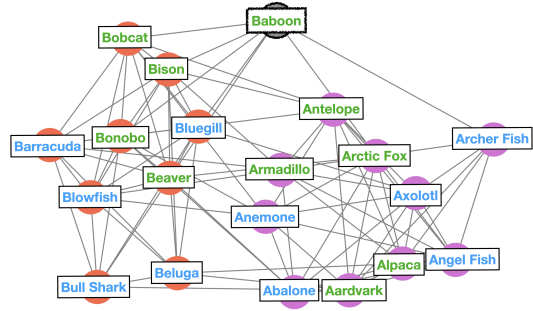 Baboon
Bobcat
Bison
Antelope
Bluegill
Bonobo
Archer Fish
Barracuda
Arctic Fox
Armadillo
Beaver
Blowfish
Axolotl
Anemone
Angel Fish
Alpaca
Beluga
Bull Shark
Abalone
Aardvark